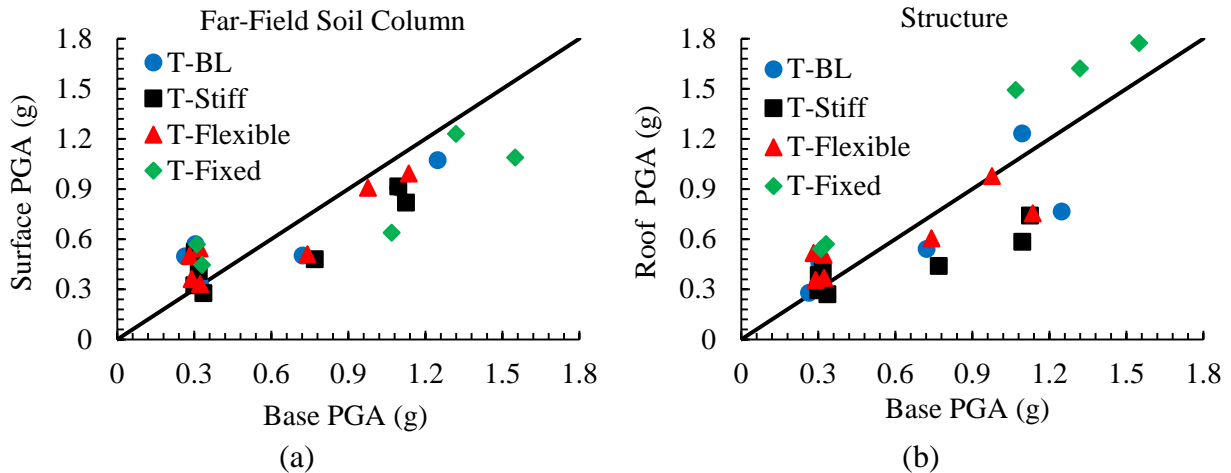 Far-Field Soil Column
1.8
1.5
1.2
0.9
0.6
0.3
0
Surface PGA (g)
T-BL
T-Stiff
T-Flexible
T-Fixed
0 0.3 0.6 0.9 1.2 1.5 1.8
Base PGA (g)
(a)
Structure
1.8
1.5
1.2
0.9
0.6
0.3
0
Roof PGA (g)
T-BL
T-Stiff
T-Flexible
T-Fixed
0 0.3 0.6 0.9 1.2 1.5 1.8
Base PGA (g)
(b)